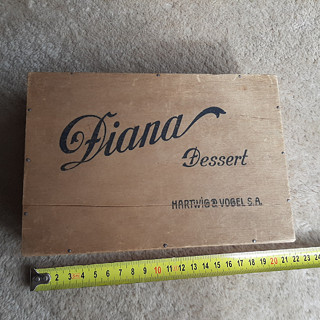 Diana
Dessert
HARTWIG & VOGEL S.A.
2 3 4 5 6 7 8 9 10 11 12 13 14 15 16 17 18 19 20 21 22 23 24